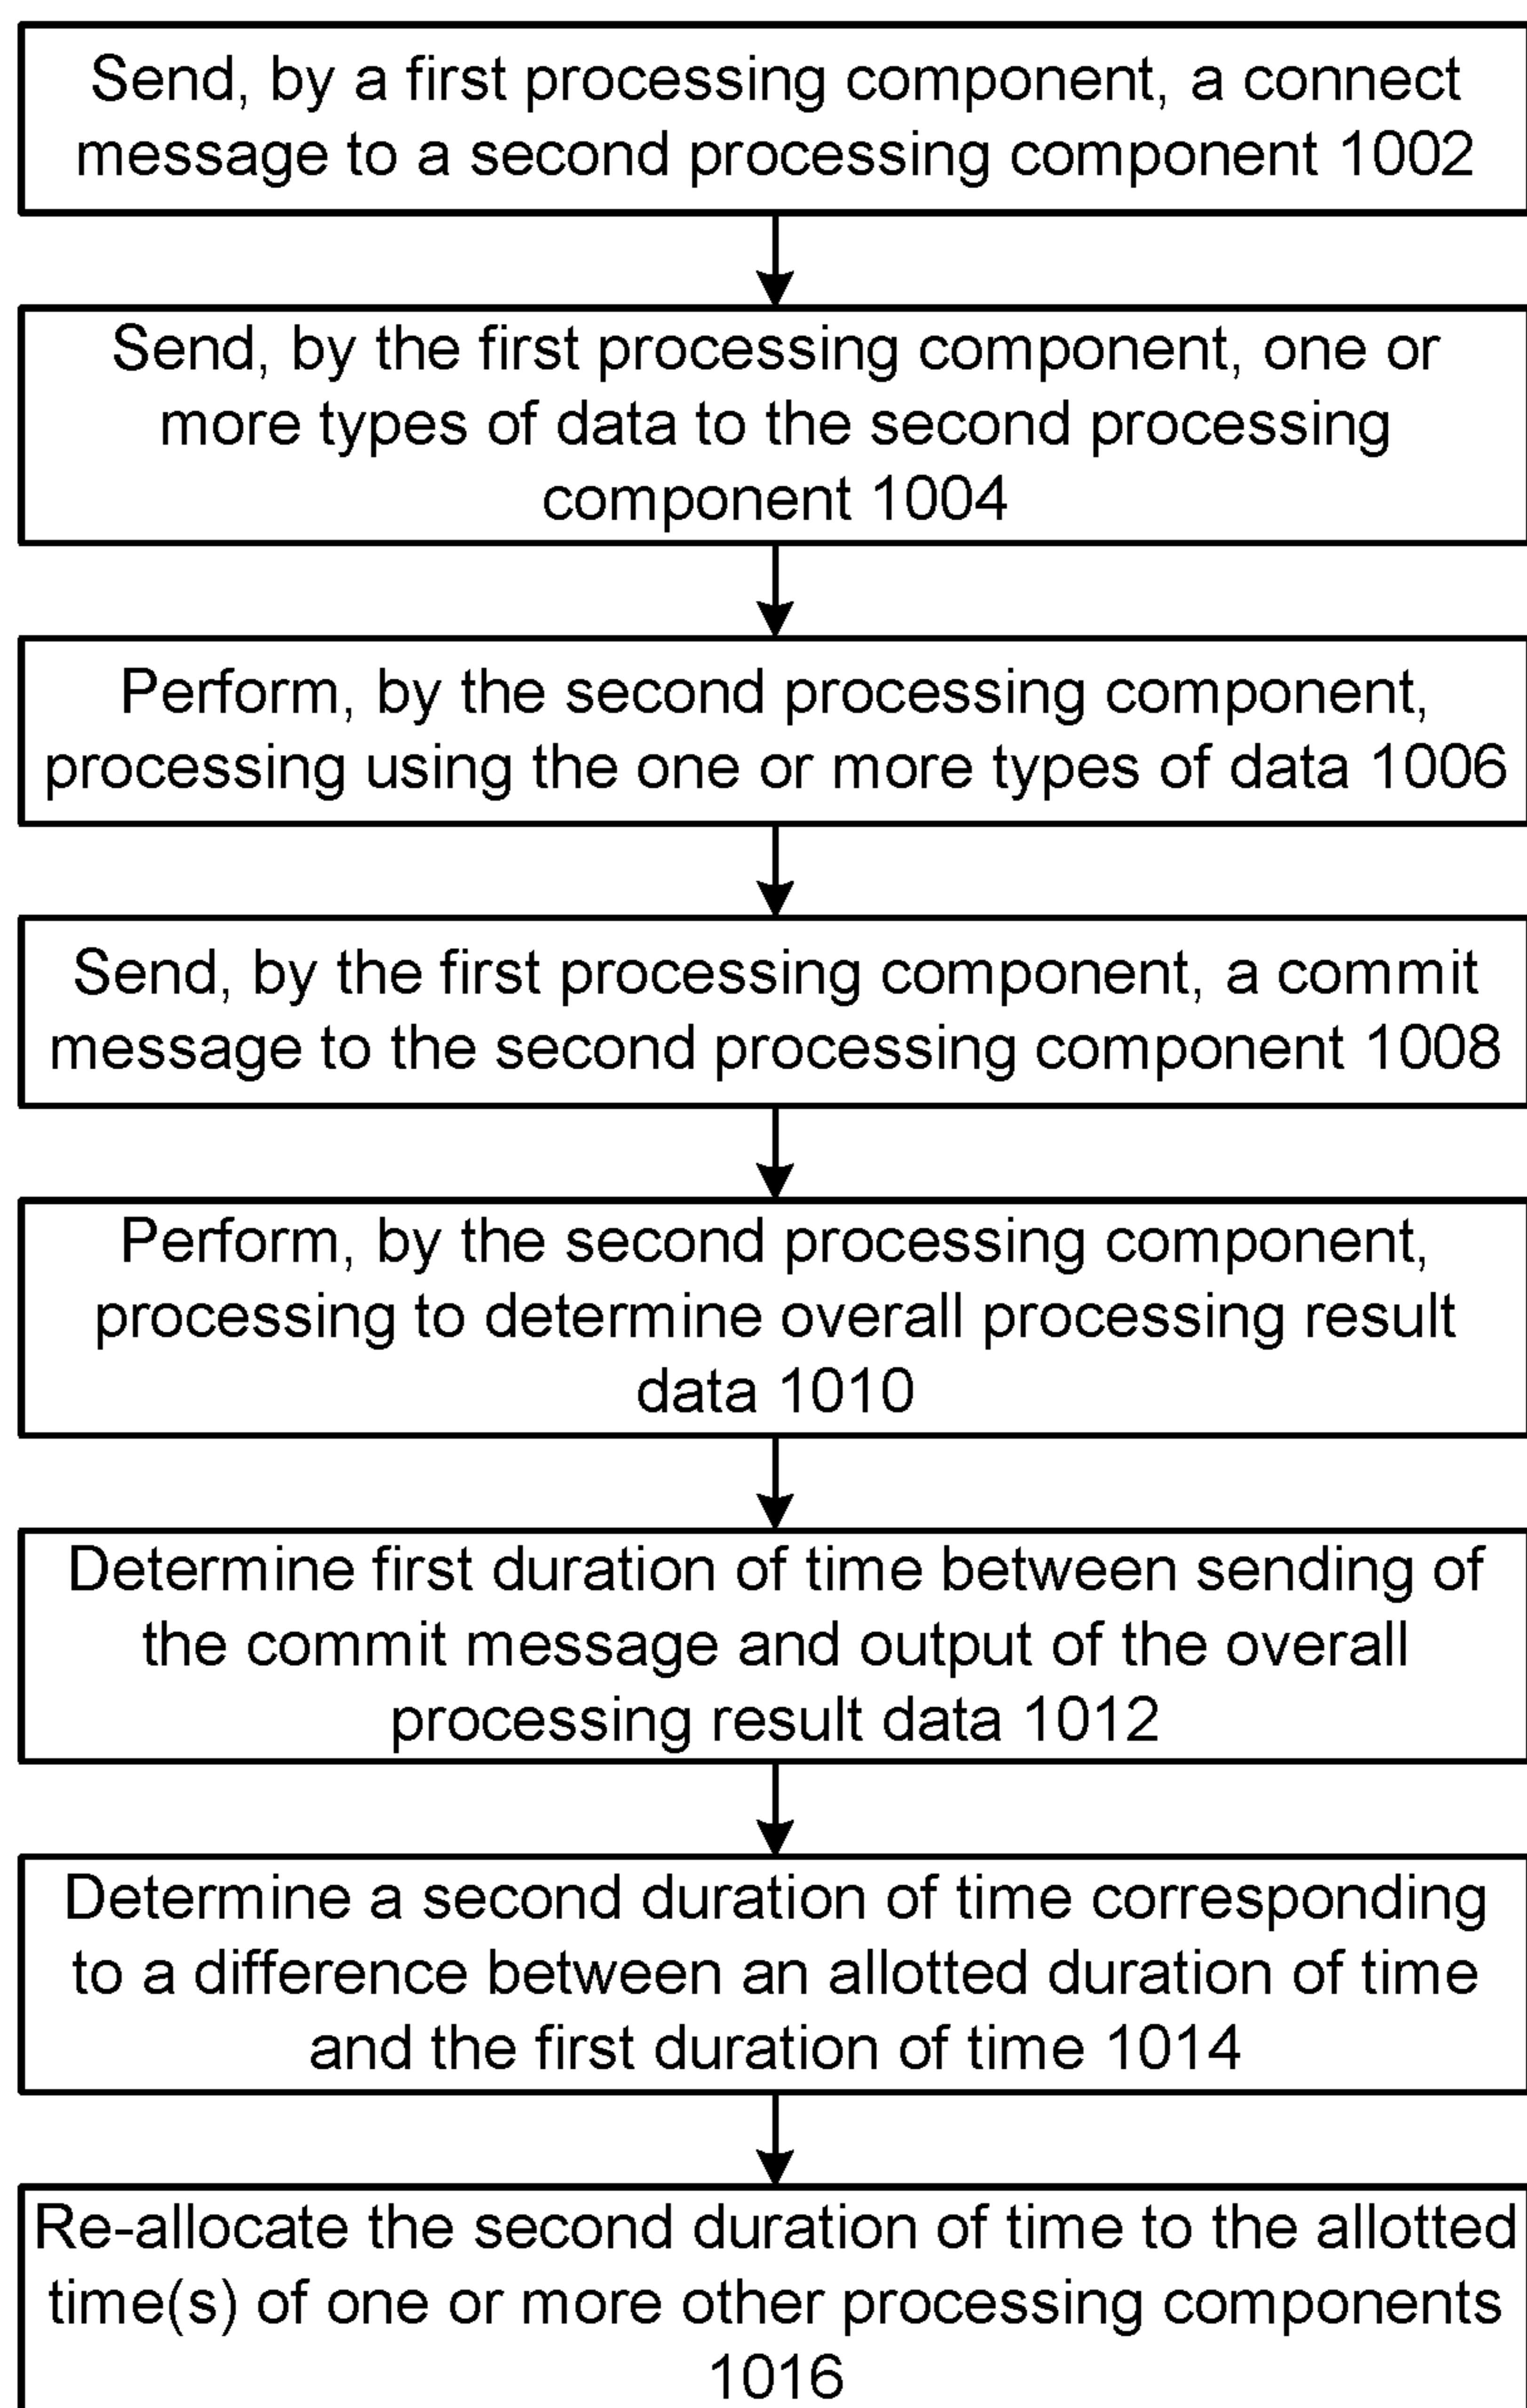 Send, by a first processing component, a connect
message to a second processing component 1002
Send, by the first processing component, one or
more types of data to the second processing
component 1004
Perform, by the second processing component,
processing using the one or more types of data 1006
Send, by the first processing component, a commit
message to the second processing component 1008
Perform, by the second processing component,
processing to determine overall processing result
data 1010
Determine first duration of time between sending of
the commit message and output of the overall
processing result data 1012
Determine a second duration of time corresponding
to a difference between an allotted duration of time
and the first duration of time 1014
Re-allocate the second duration of time to the allotted
time(s) of one or more other processing components
1016